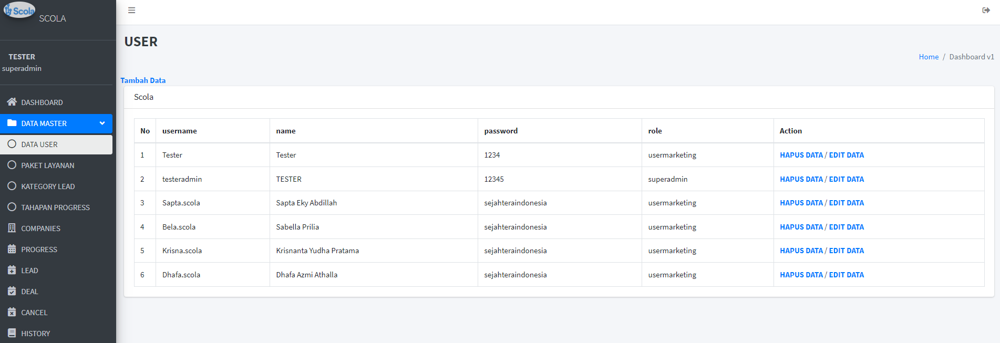 Scola
SCOLA
TESTER
superadmin
DASHBOARD
DATA MASTER
DATA USER
PAKET LAYANAN
KATEGORY LEAD
TAHAPAN PROGRESS
COMPANIES
PROGRESS
LEAD
DEAL
CANCEL
HISTORY
USER
Home / Dashboard v1
Tambah Data
Scola
No username name password role Action
1 Tester Tester 1234 usermarketing HAPUS DATA / EDIT DATA
2 testeradmin TESTER 12345 superadmin HAPUS DATA / EDIT DATA
3 Sapta.scola Sapta Eky Abdillah sejahteraindonesia usermarketing HAPUS DATA / EDIT DATA
4 Bela.scola Sabella Prilia sejahteraindonesia usermarketing HAPUS DATA / EDIT DATA
5 Krisna.scola Krisnanta Yudha Pratama sejahteraindonesia usermarketing HAPUS DATA / EDIT DATA
6 Dhafa.scola Dhafa Azmi Athalla sejahteraindonesia usermarketing HAPUS DATA / EDIT DATA